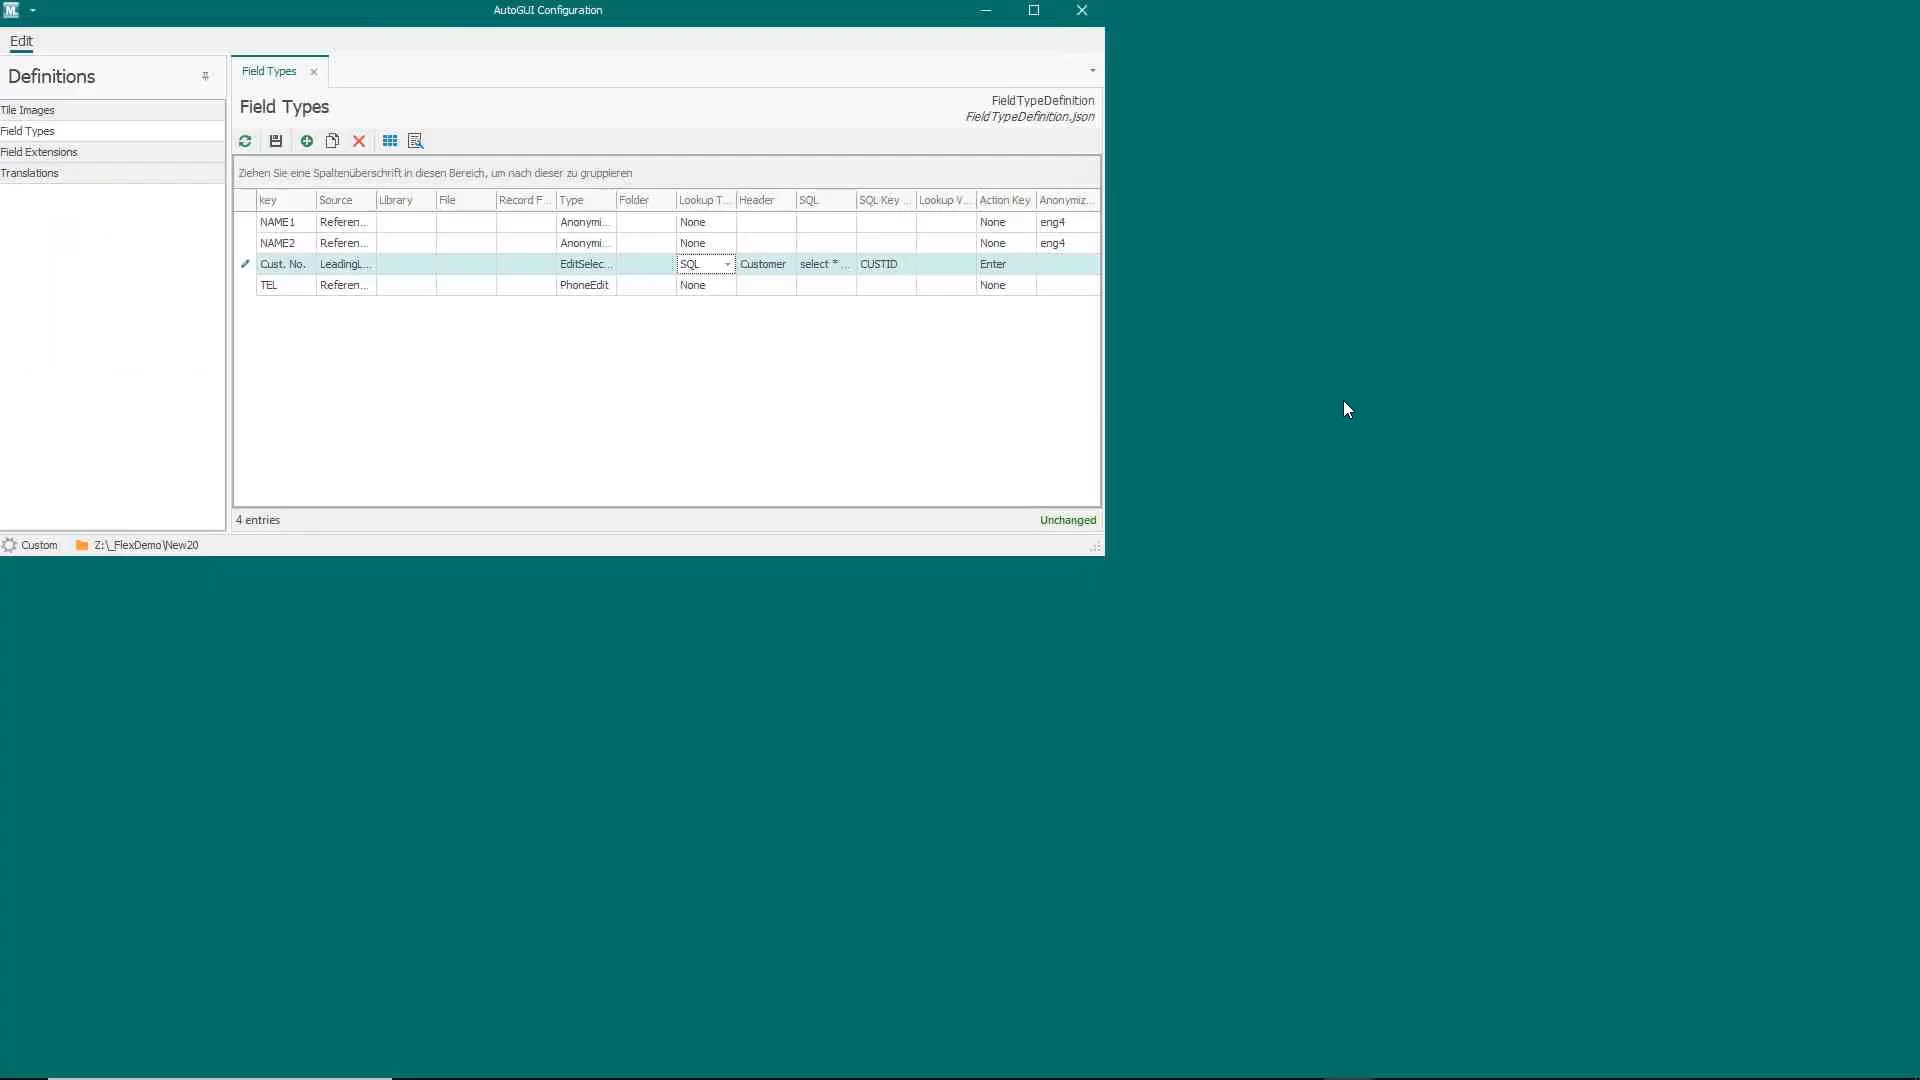 AutoGUI Configuration
Edit
Definitions
Tile Images
Field Types
Field Extensions
Translations
Field Types
Field Types
FieldTypeDefinition
FieldTypeDefinition.json
Ziehen Sie eine Spaltenüberschrift in diesen Bereich, um nach dieser zu gruppieren
key Source Library File Record F... Type Folder Lookup T... Header SQL SQL Key ... Lookup V... Action Key Anonymiz...
NAME1 Referen... Anonymi... None None eng4
NAME2 Referen... Anonymi... None None eng4
Cust. No. LeadingL... EditSelec... SQL Customer select * ... CUSTID Enter
TEL Referen... PhoneEdit None None
4 entries Unchanged
Custom Z:\_FlexDemo\New20